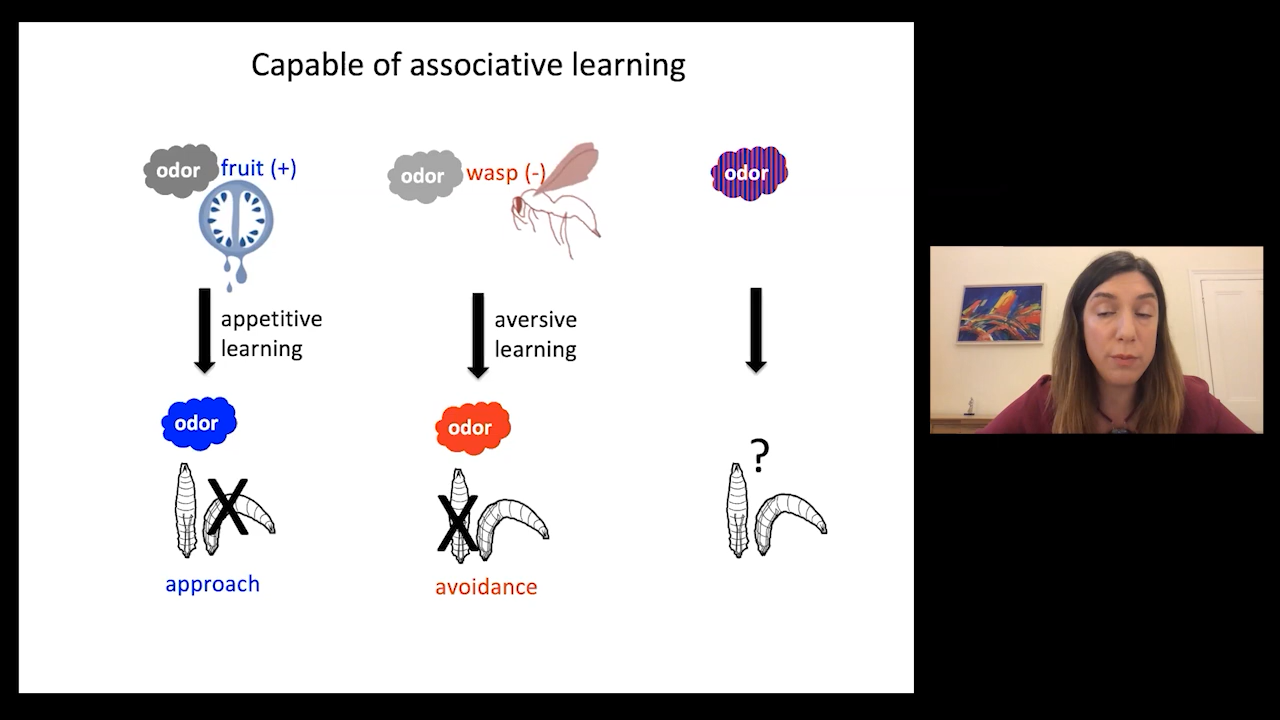 Capable of associative learning
odor
fruit (+)
odor
wasp (-)
odor
appetitive
learning
aversive
learning
odor
X
approach
odor
X
avoidance
?